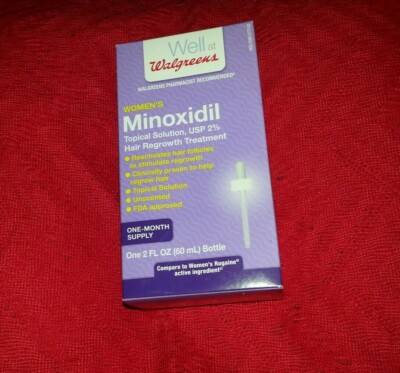 Well at
Walgreens
WALGREENS PHARMACIST RECOMMENDED
WOMEN'S
Minoxidil
Topical Solution, USP 2%
Hair Regrowth Treatment
• Reactivates hair follicles
to stimulate regrowth
• Clinically proven to help
regrow hair
• Topical Solution
• Unscented
• FDA approved
ONE-MONTH
SUPPLY
One 2 FL OZ (60 mL) Bottle
Compare to Women's Rogaine®
active ingredient